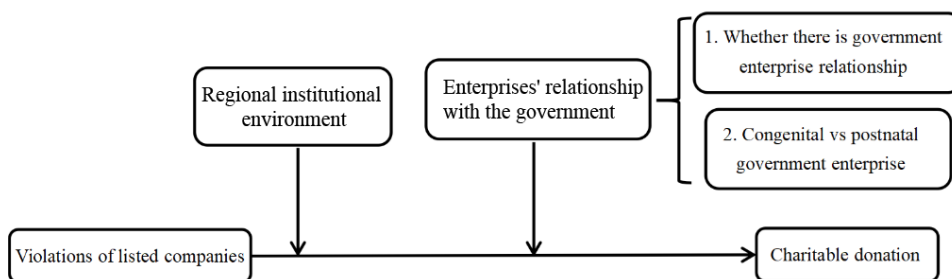 1. Whether there is government
enterprise relationship
Regional institutional
environment
Enterprises' relationship
with the government
2. Congenital vs postnatal
government enterprise
Violations of listed companies
Charitable donation